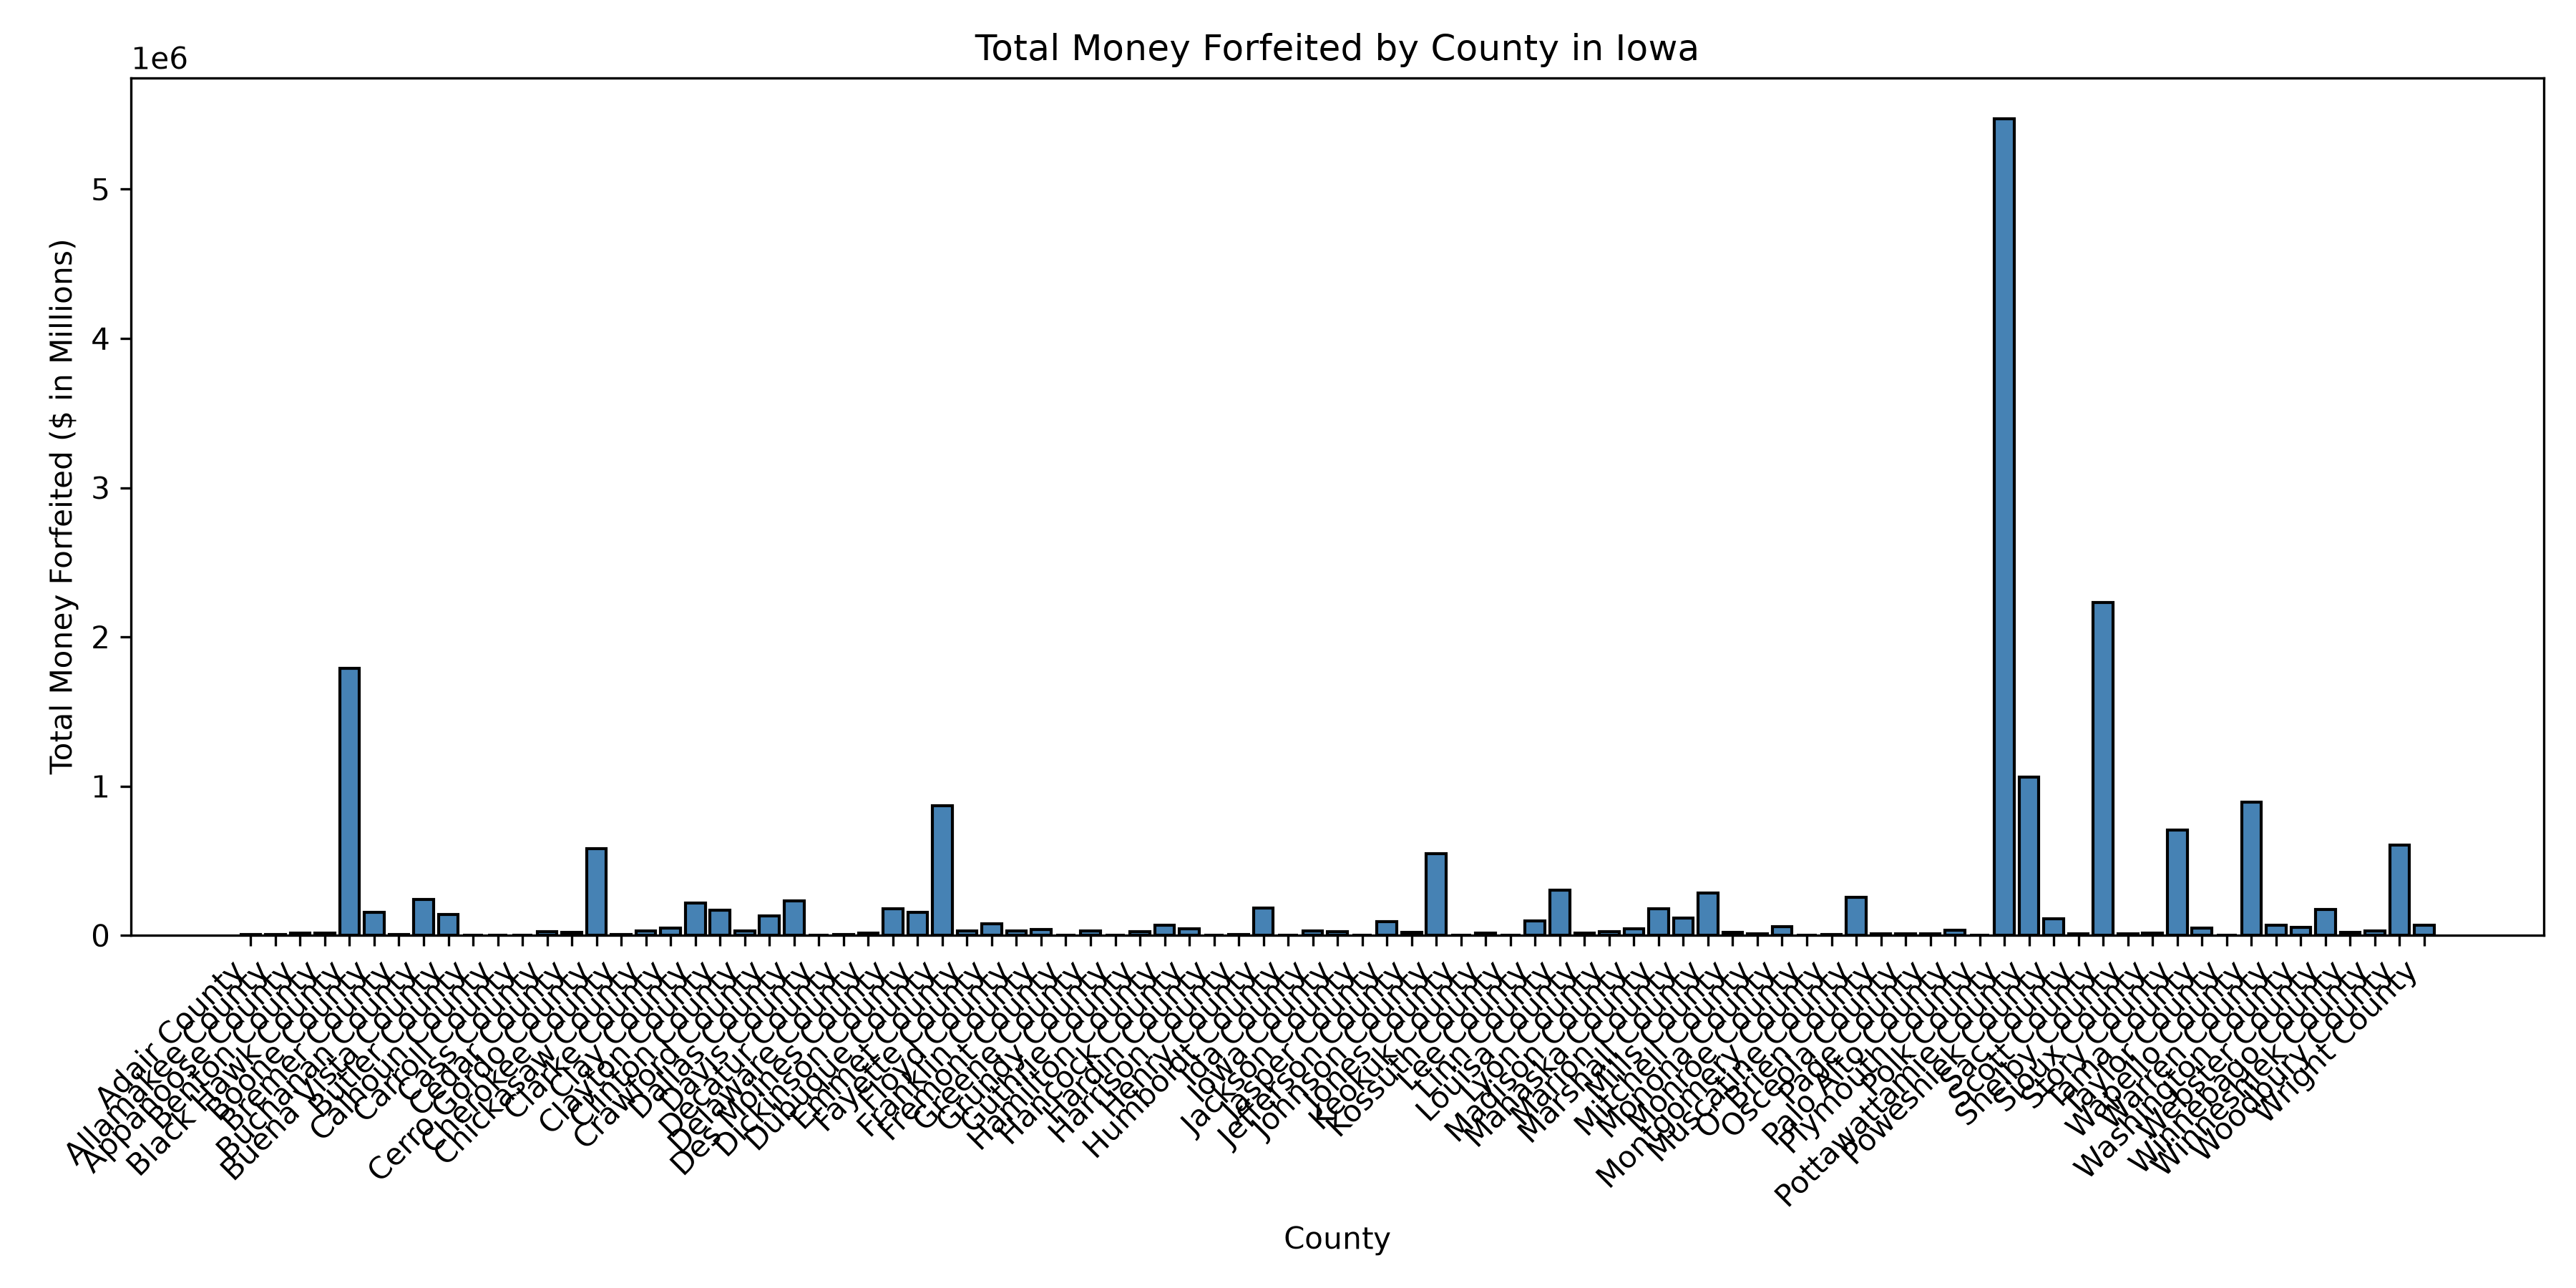 Total Money Forfeited by County in Iowa
1e6
5
4
3
2
1
0
Total Money Forfeited ($ in Millions)
Adair County
Allamakee County
Appanoose County
Benton County
Black Hawk County
Boone County
Bremer County
Buchanan County
Buena Vista County
Butler County
Calhoun County
Carroll County
Cass County
Cedar County
Cerro Gordo County
Cherokee County
Chickasaw County
Clarke County
Clay County
Clayton County
Clinton County
Crawford County
Dallas County
Davis County
Decatur County
Delaware County
Des Moines County
Dickinson County
Dubuque County
Emmet County
Fayette County
Floyd County
Franklin County
Fremont County
Greene County
Grundy County
Guthrie County
Hamilton County
Hancock County
Hardin County
Harrison County
Henry County
Humboldt County
Ida County
Iowa County
Jackson County
Jasper County
Jefferson County
Johnson County
Jones County
Keokuk County
Kossuth County
Lee County
Linn County
Louisa County
Lyon County
Madison County
Mahaska County
Marion County
Marshall County
Mills County
Mitchell County
Monona County
Monroe County
Montgomery County
Muscatine County
O'Brien County
Osceola County
Page County
Palo Alto County
Plymouth County
Polk County
Pottawattamie County
Poweshiek County
Sac County
Scott County
Shelby County
Sioux County
Story County
Tama County
Taylor County
Wapello County
Warren County
Washington County
Webster County
Winnebago County
Winneshiek County
Woodbury County
Wright County
County